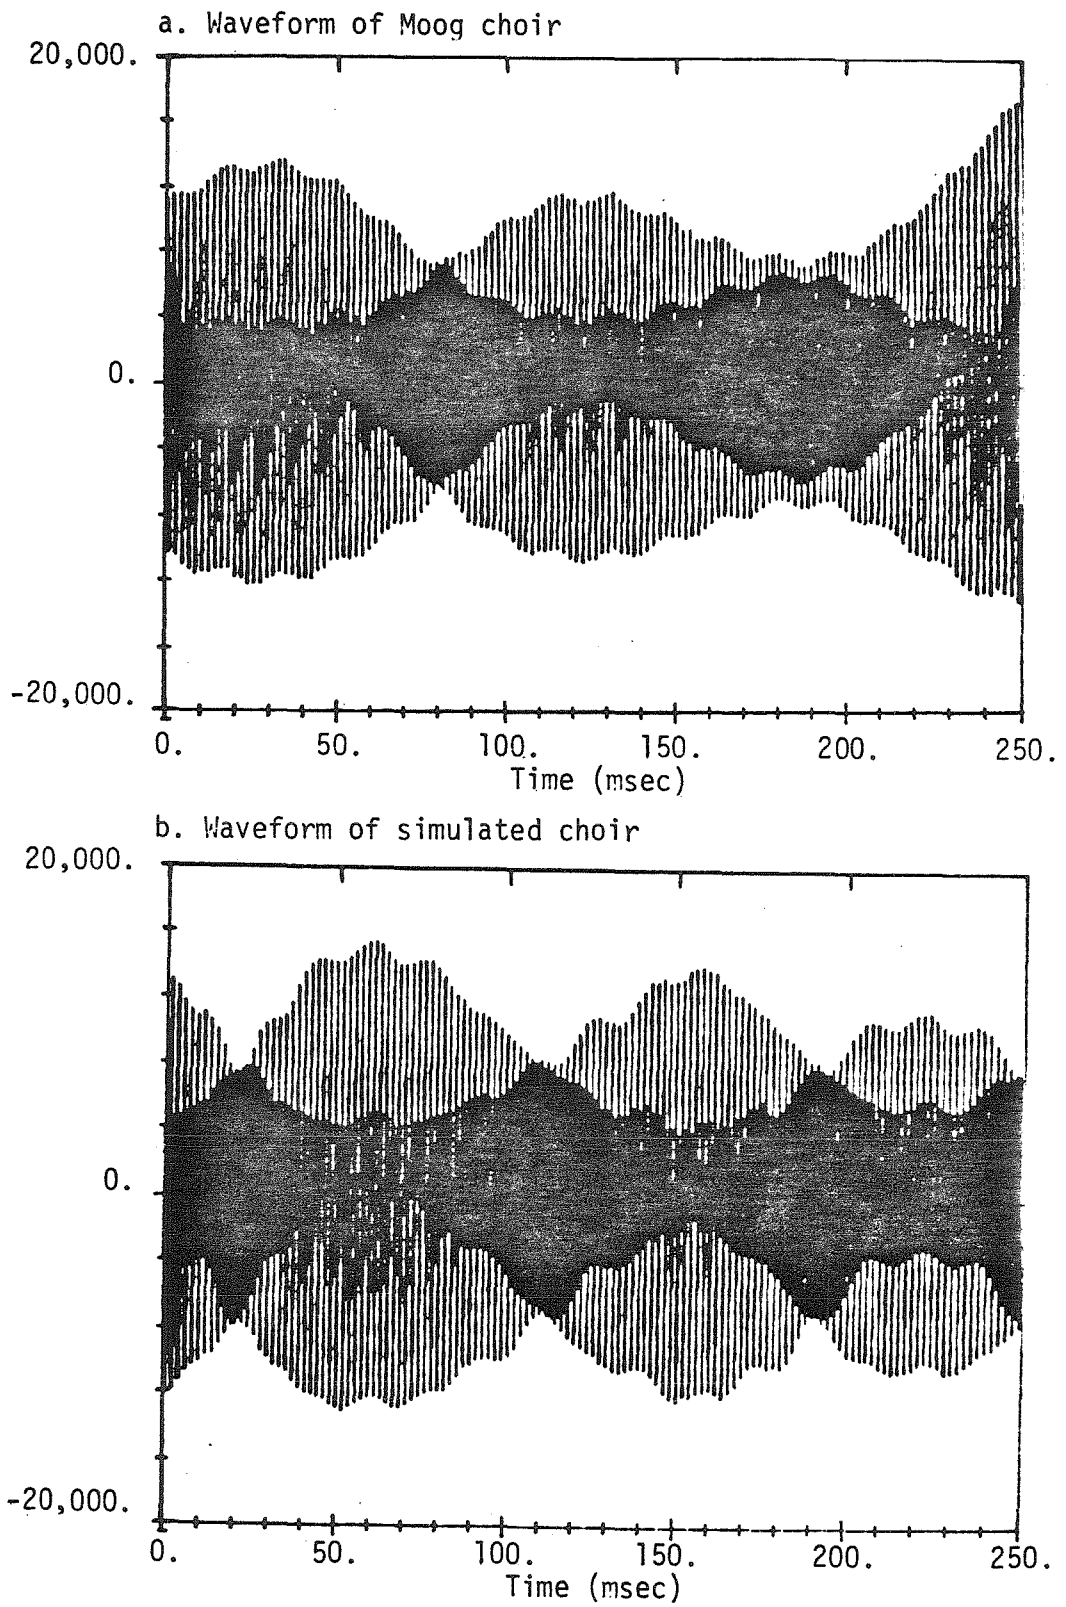 a. Waveform of Moog choir
20,000.
0.
-20,000.
0. 50. 100. 150. 200. 250.
Time (msec)
b. Waveform of simulated choir
20,000.
0.
-20,000.
0. 50. 100. 150. 200. 250.
Time (msec)